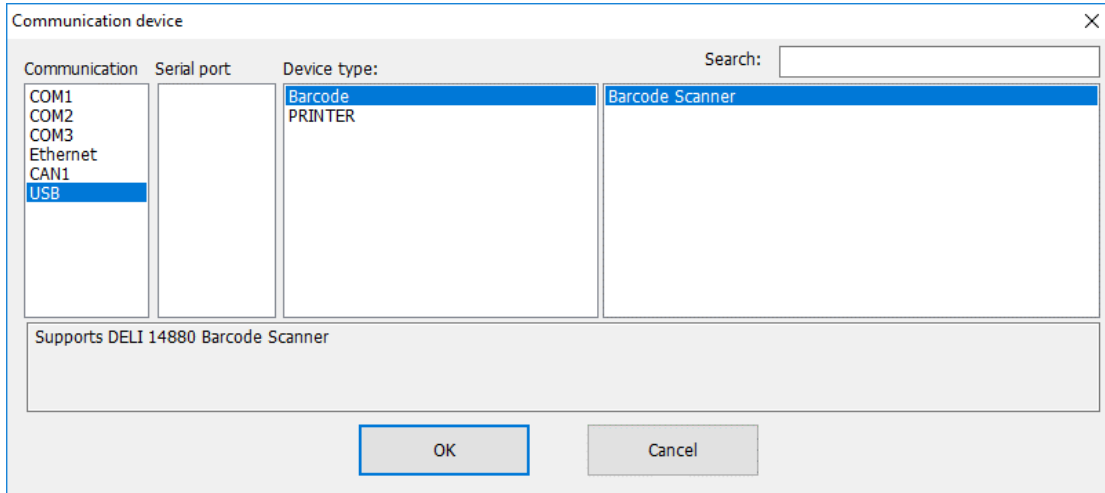 Communication device
Search:
Communication Serial port Device type:
COM1
COM2
COM3
Ethernet
CAN1
USB
Barcode
PRINTER
Barcode Scanner
Supports DELI 14880 Barcode Scanner
OK Cancel